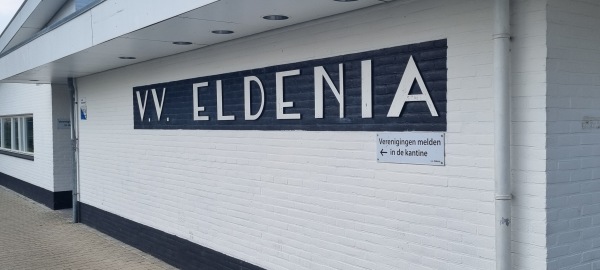 V.V. ELDENIA
Verenigingen melden
← in de kantine